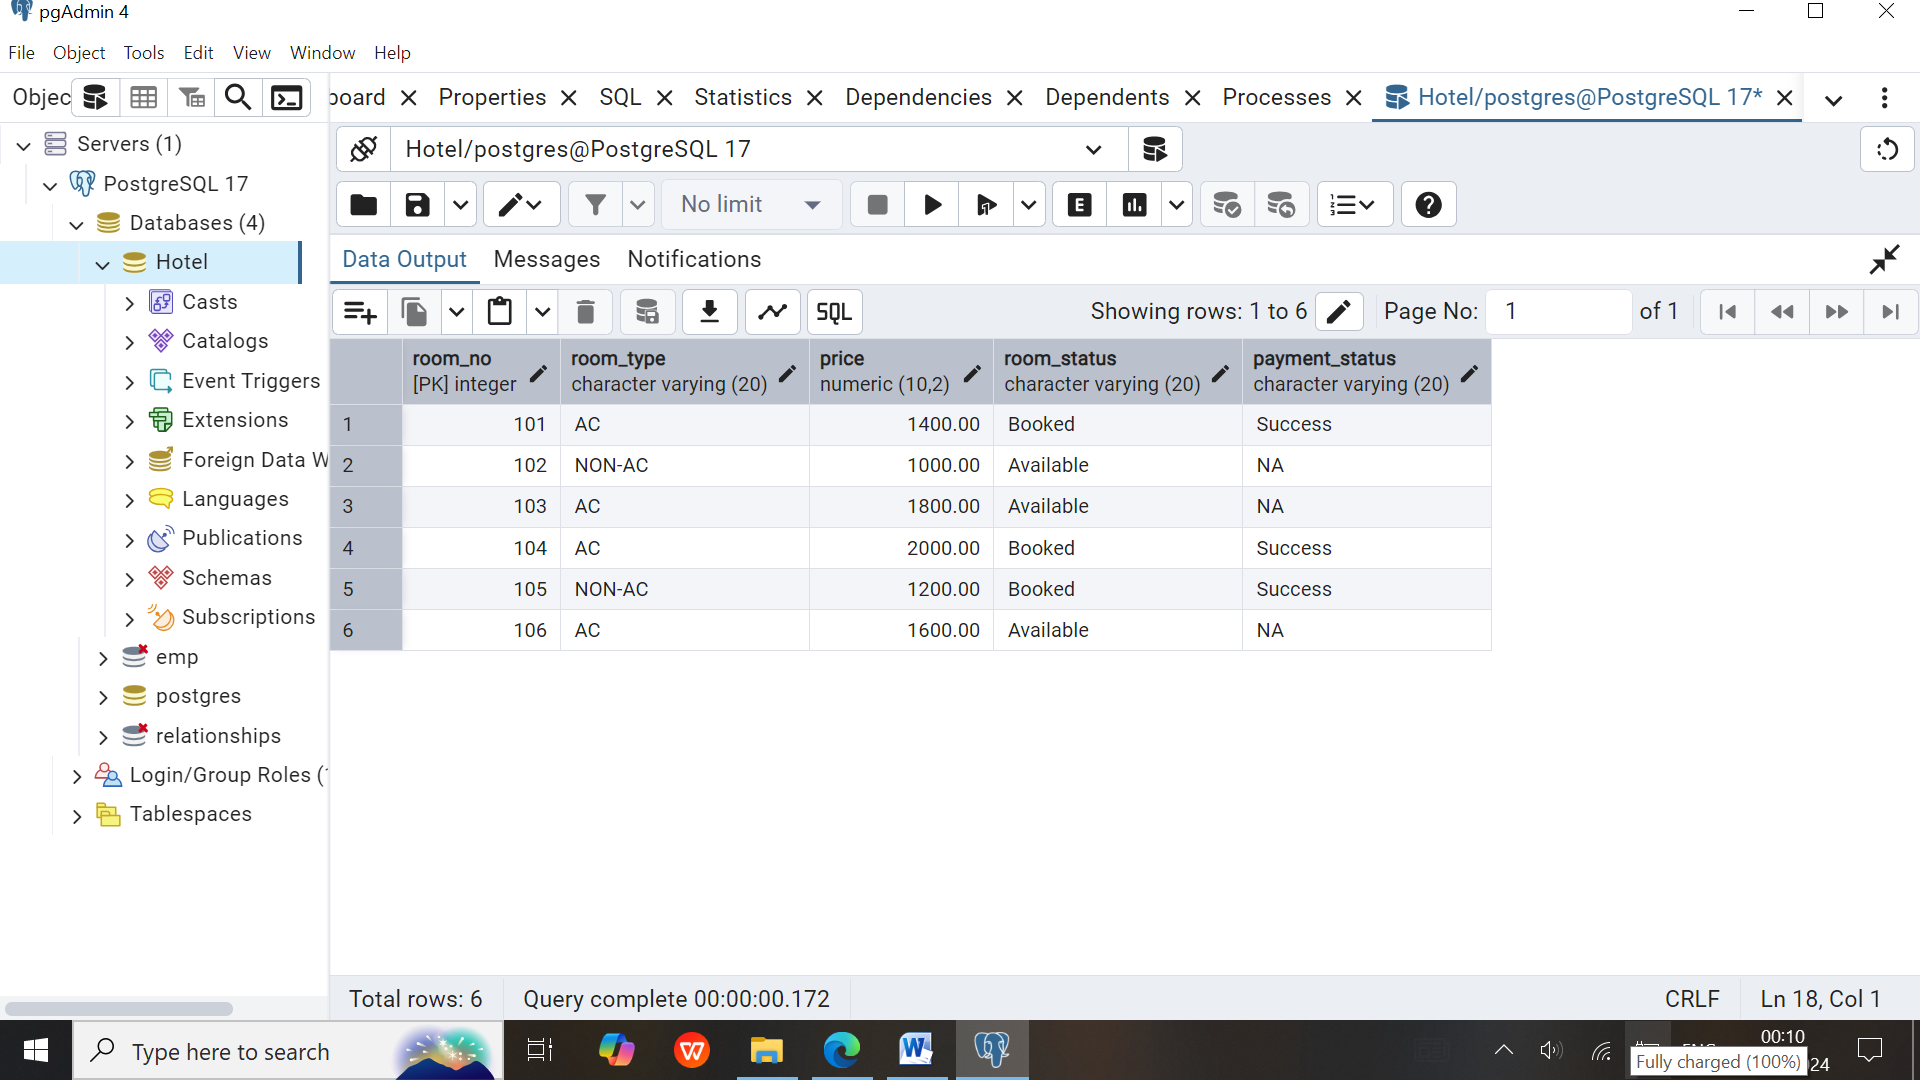 pgAdmin 4
File Object Tools Edit View Window Help
Objec
board Properties SQL Statistics Dependencies Dependents Processes Hotel/postgres@PostgreSQL 17*
Servers (1)
PostgreSQL 17
Databases (4)
Hotel
Casts
Catalogs
Event Triggers
Extensions
Foreign Data W
Languages
Publications
Schemas
Subscriptions
emp
postgres
relationships
Login/Group Roles (
Tablespaces
Hotel/postgres@PostgreSQL 17
No limit E
Data Output Messages Notifications
SQL Showing rows: 1 to 6 Page No: 1 of 1
room_no room_type price room_status payment_status
[PK] integer character varying (20) numeric (10,2) character varying (20) character varying (20)
1 101 AC 1400.00 Booked Success
2 102 NON-AC 1000.00 Available NA
3 103 AC 1800.00 Available NA
4 104 AC 2000.00 Booked Success
5 105 NON-AC 1200.00 Booked Success
6 106 AC 1600.00 Available NA
Total rows: 6 Query complete 00:00:00.172 CRLF Ln 18, Col 1
Type here to search
00:10
Fully charged (100%)